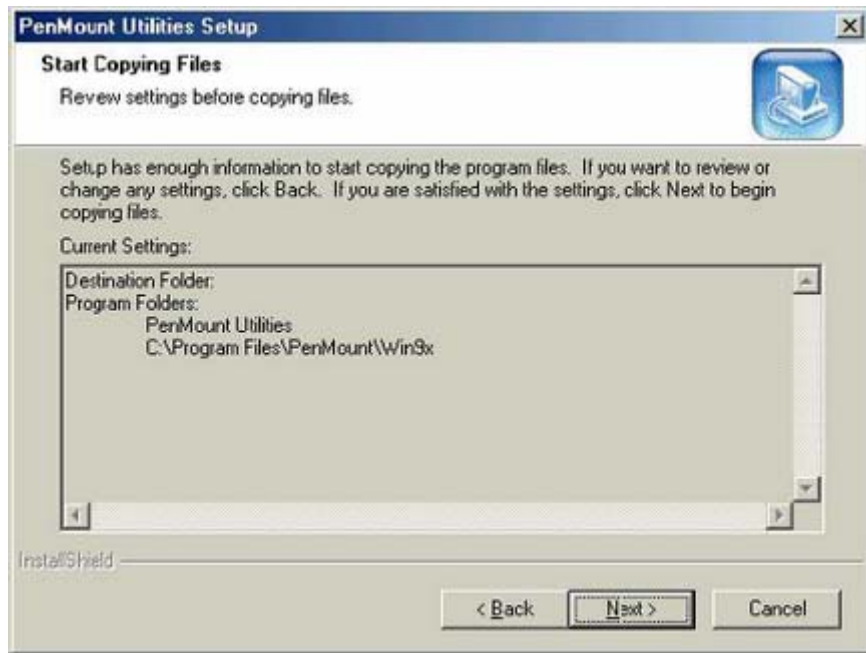 PenMount Utilities Setup
Start Copying Files
Revew settings before copying files.
Setup has enough information to start copying the program files. If you want to review or
change any settings, click Back. If you are satisfied with the settings, click Next to begin
copying files.
Current Settings:
Destination Folder:
Program Folders:
PenMount Utilities
C:\Program Files\PenMount\Win9x
InstallShield
< Back
Next >
Cancel